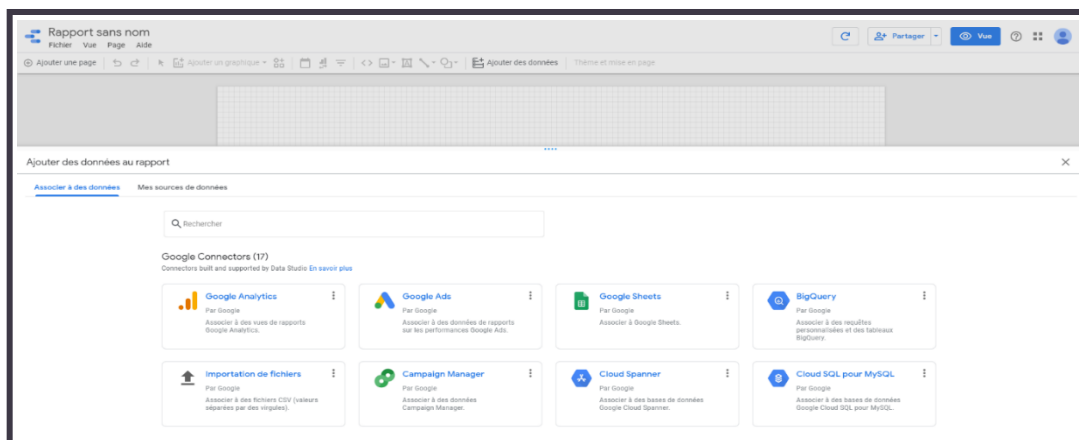 Rapport sans nom
Fichier Vue Page Aide
Partager
Vue
Ajouter une page
Ajouter un graphique
Ajouter des données
Thème et mise en page
Ajouter des données au rapport
Associer à des données
Mes sources de données
Rechercher
Google Connectors (17)
Connectors built and supported by Data Studio En savoir plus
Google Analytics
Par Google
Associer à des vues de rapports
Google Analytics.
Google Ads
Par Google
Associer à des données de rapports
sur les performances Google Ads.
Google Sheets
Par Google
Associer à Google Sheets.
BigQuery
Par Google
Associer à des requêtes
personnalisées et des tableaux
BigQuery.
Importation de fichiers
Par Google
Associer à des fichiers CSV (valeurs
séparées par des virgules).
Campaign Manager
Par Google
Associer à des données
Campaign Manager.
Cloud Spanner
Par Google
Associer à des bases de données
Google Cloud Spanner.
Cloud SQL pour MySQL
Par Google
Associer à des bases de données
Google Cloud SQL pour MySQL.